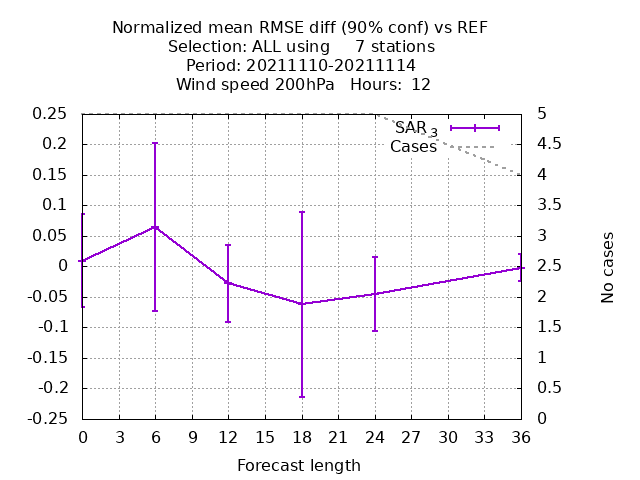 Normalized mean RMSE diff (90% conf) vs REF
Selection: ALL using     7 stations
Period: 20211110-20211114
Wind speed 200hPa   Hours:  12
0.25
0.2
0.15
0.1
0.05
0
-0.05
-0.1
-0.15
-0.2
-0.25
SAR 3
Cases
5
4.5
4
3.5
3
2.5
2
1.5
1
0.5
0
No cases
0 3 6 9 12 15 18 21 24 27 30 33 36
Forecast length